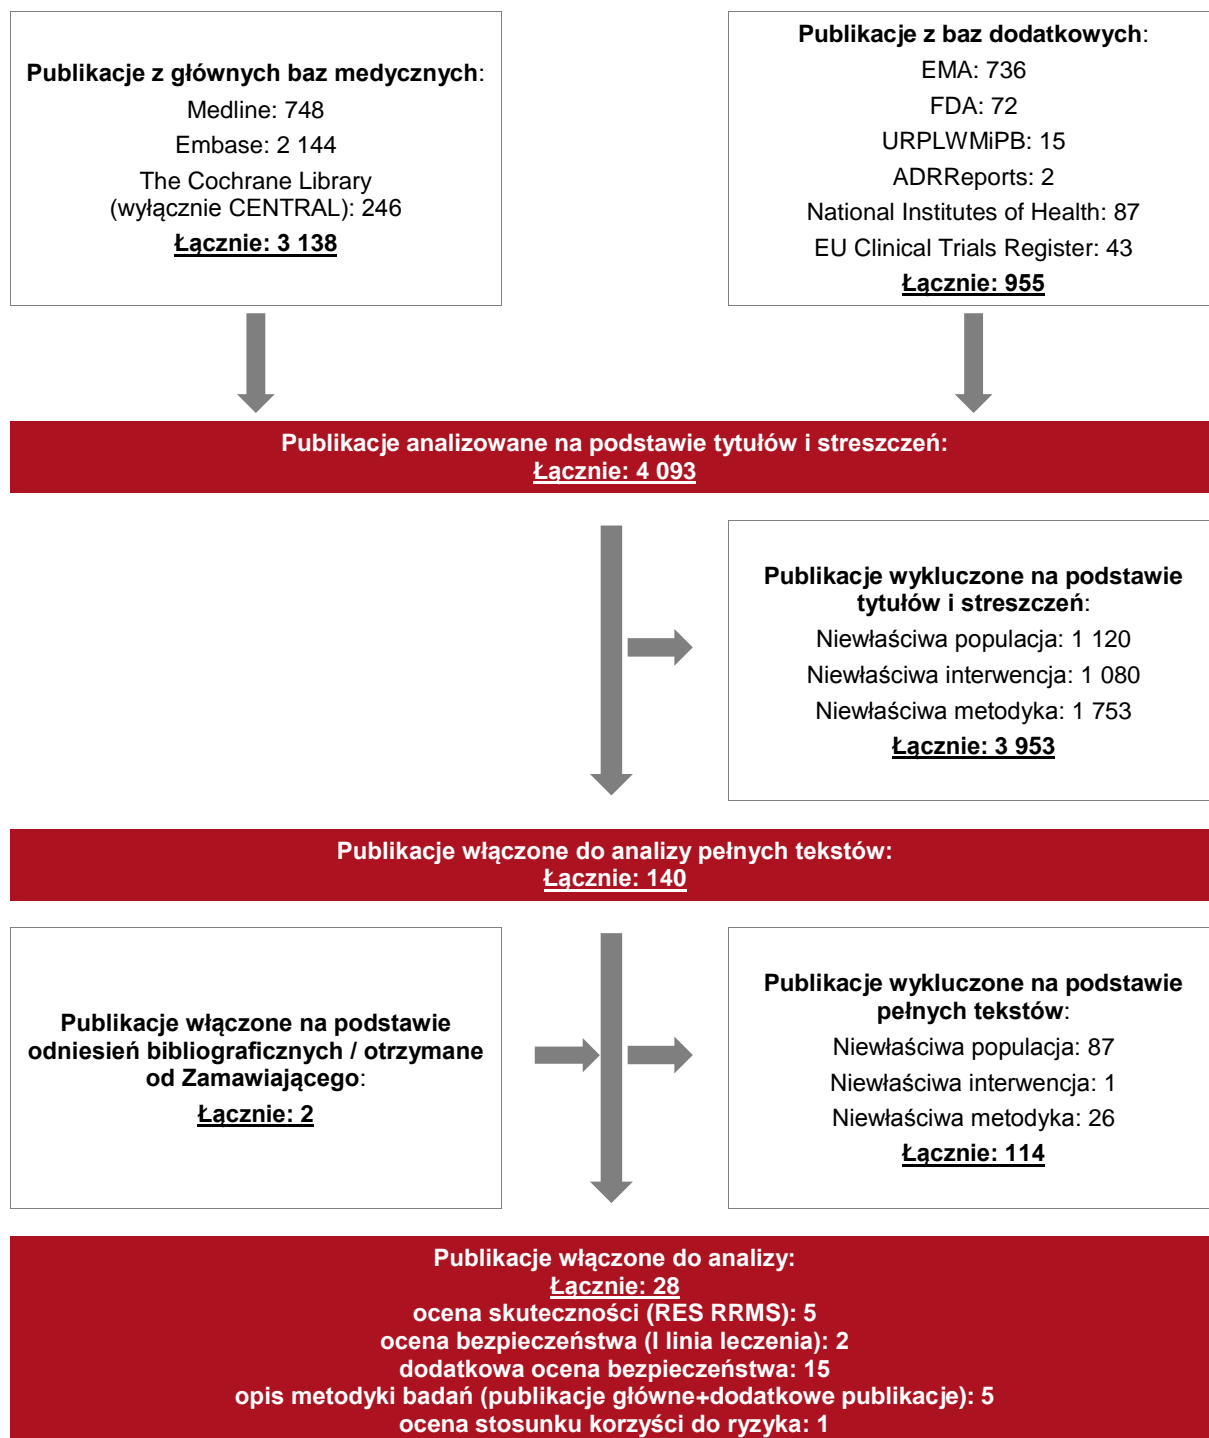 Publikacje z głównych baz medycznych:
Medline: 748
Embase: 2 144
The Cochrane Library
(wyłącznie CENTRAL): 246
Łącznie: 3 138
Publikacje z baz dodatkowych:
EMA: 736
FDA: 72
URPLWMiPB: 15
ADRReports: 2
National Institutes of Health: 87
EU Clinical Trials Register: 43
Łącznie: 955
Publikacje analizowane na podstawie tytułów i streszczeń:
Łącznie: 4 093
Publikacje wykluczone na podstawie
tytułów i streszczeń:
Niewłaściwa populacja: 1 120
Niewłaściwa interwencja: 1 080
Niewłaściwa metodyka: 1 753
Łącznie: 3 953
Publikacje włączone do analizy pełnych tekstów:
Łącznie: 140
Publikacje włączone na podstawie
odniesień bibliograficznych / otrzymane
od Zamawiającego:
Łącznie: 2
Publikacje wykluczone na podstawie
pełnych tekstów:
Niewłaściwa populacja: 87
Niewłaściwa interwencja: 1
Niewłaściwa metodyka: 26
Łącznie: 114
Publikacje włączone do analizy:
Łącznie: 28
ocena skuteczności (RES RRMS): 5
ocena bezpieczeństwa (I linia leczenia): 2
dodatkowa ocena bezpieczeństwa: 15
opis metodyki badań (publikacje główne+dodatkowe publikacje): 5
ocena stosunku korzyści do ryzyka: 1